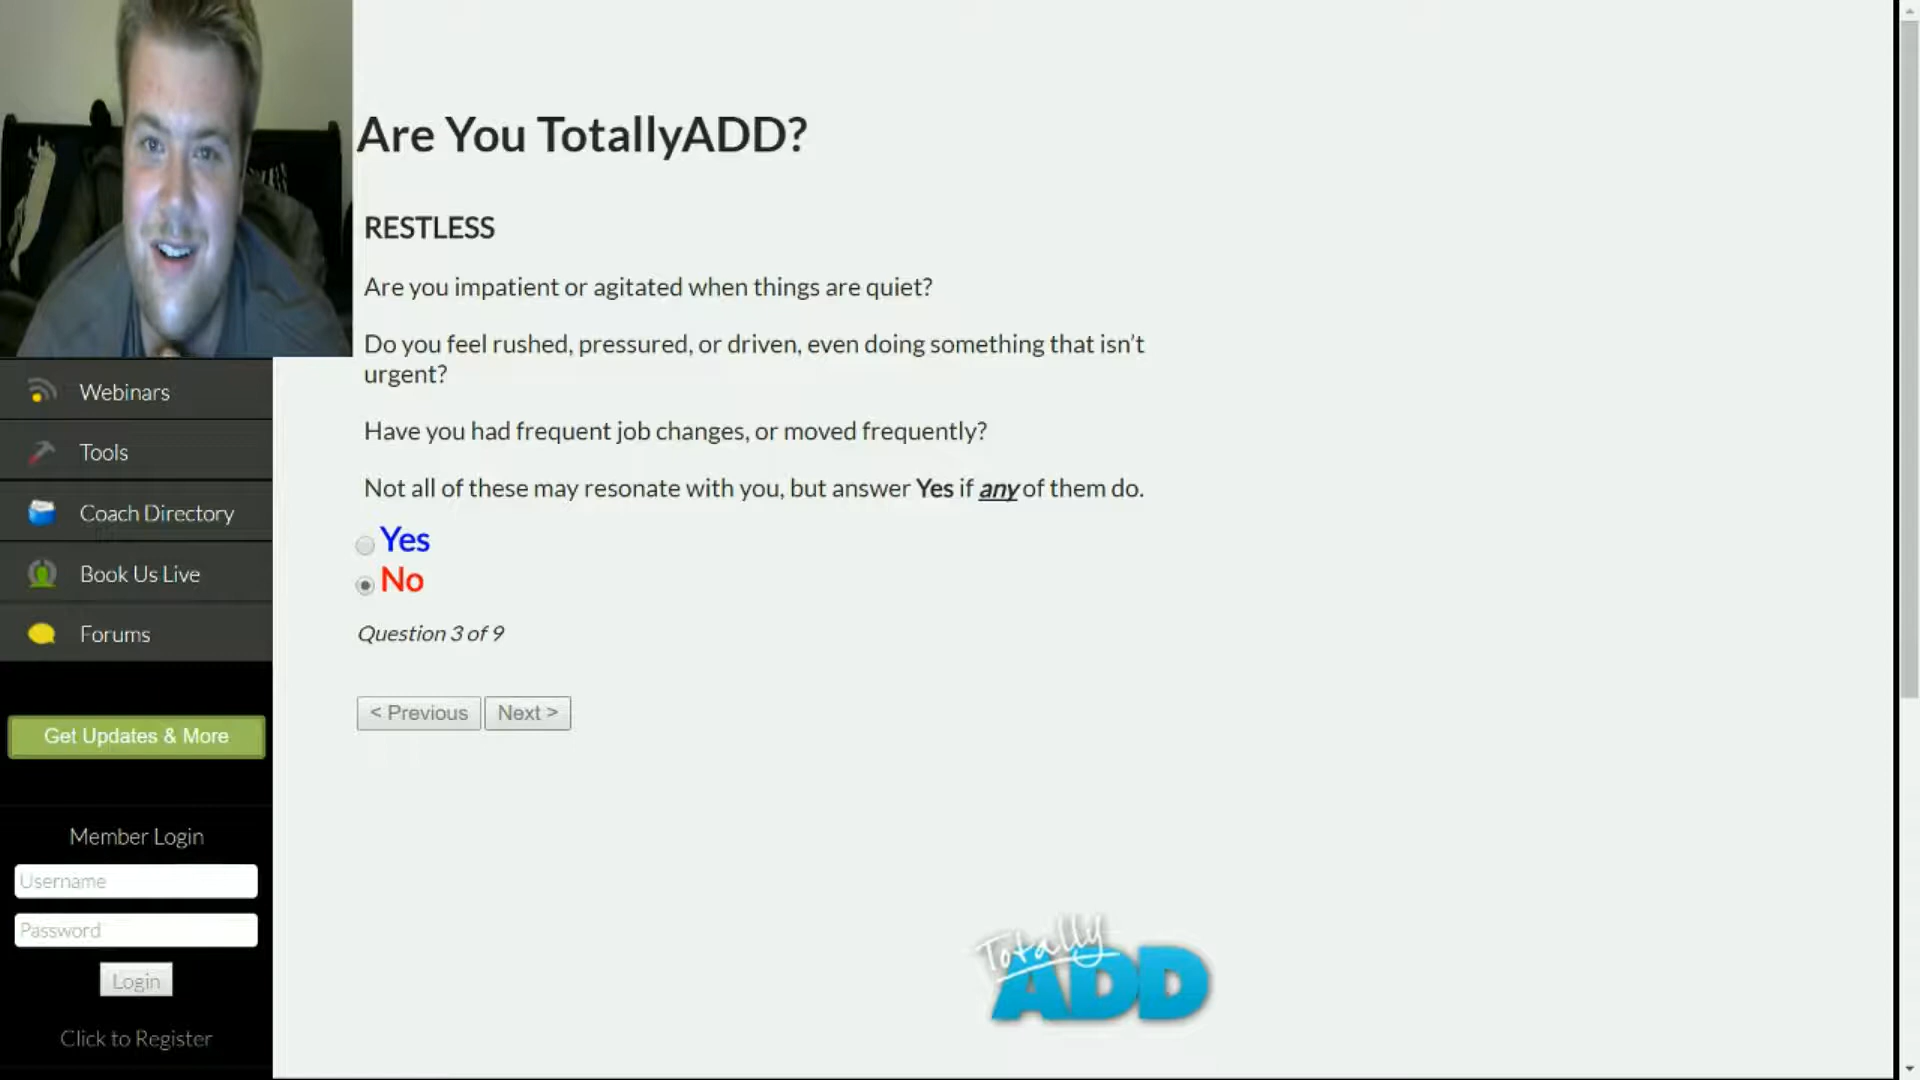 Are You TotallyADD?
RESTLESS
Are you impatient or agitated when things are quiet?
Do you feel rushed, pressured, or driven, even doing something that isn’t
urgent?
Have you had frequent job changes, or moved frequently?
Not all of these may resonate with you, but answer Yes if any of them do.
Yes
No
Question 3 of 9
< Previous
Next >
Webinars
Tools
Coach Directory
Book Us Live
Forums
Get Updates & More
Member Login
Username
Password
Login
Click to Register
Totally
ADD